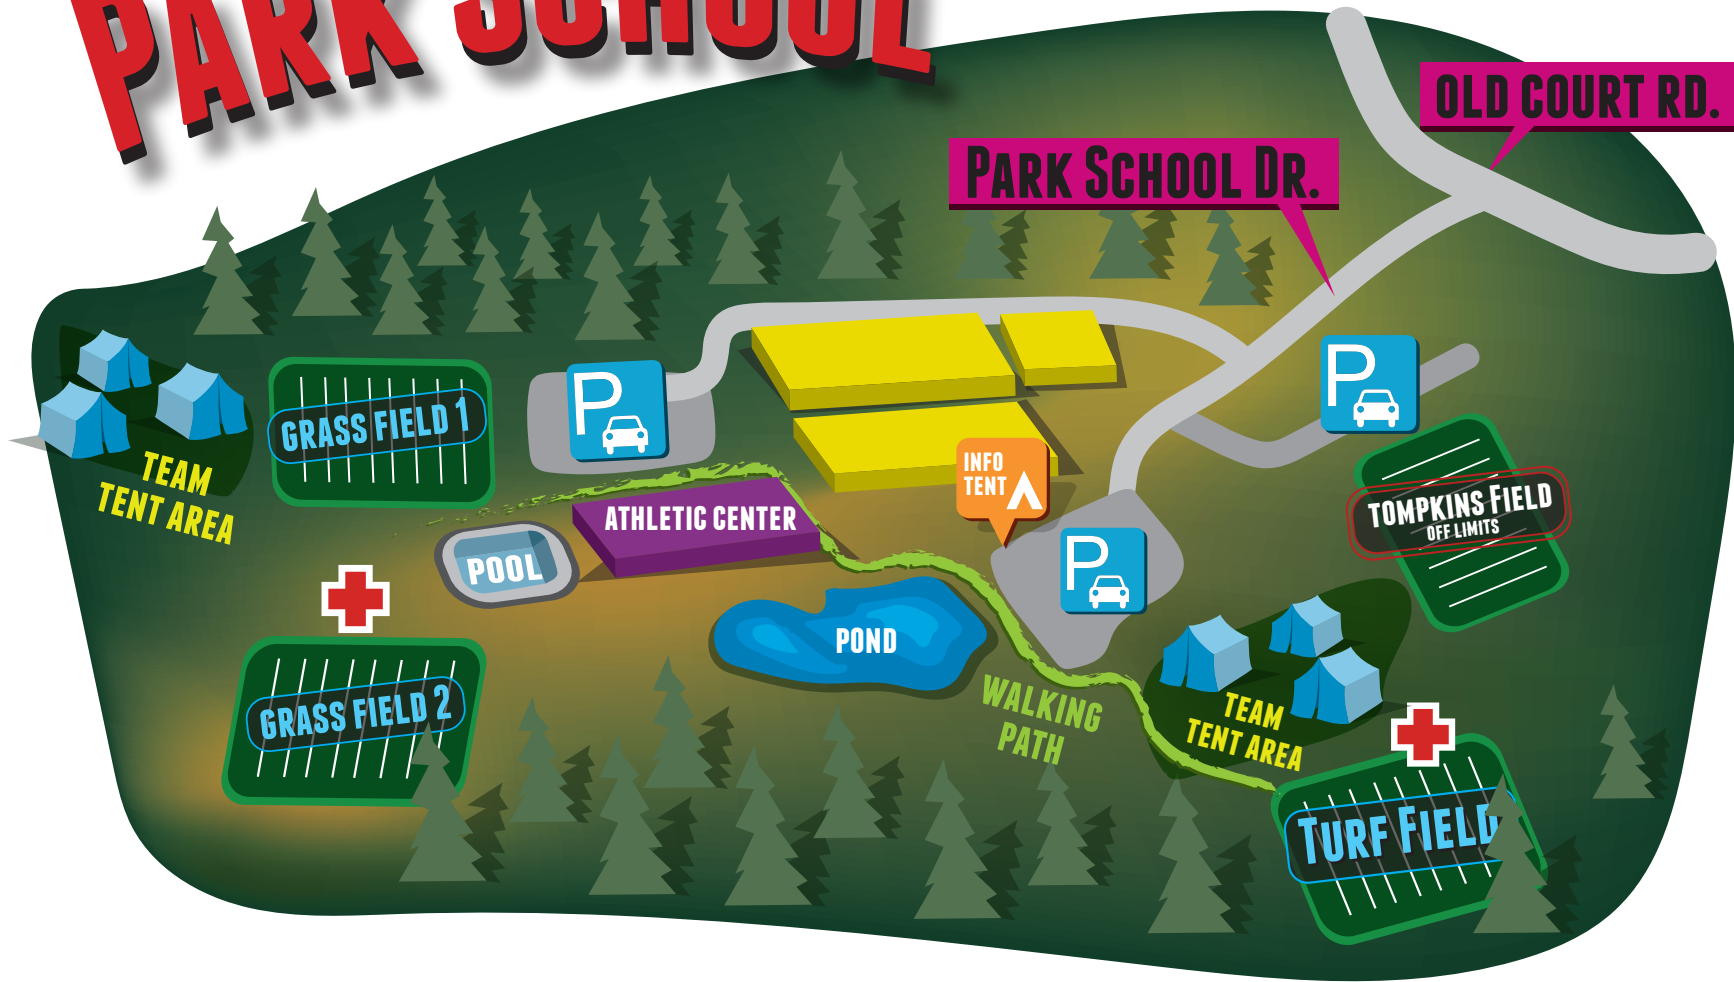 PARK SCHOOL
OLD COURT RD.
PARK SCHOOL DR.
P
P
GRASS FIELD 1
TEAM
TENT AREA
INFO
TENT
TOMPKINS FIELD
OFF LIMITS
ATHLETIC CENTER
POOL
P
POND
GRASS FIELD 2
WALKING
PATH
TEAM
TENT AREA
TURF FIELD